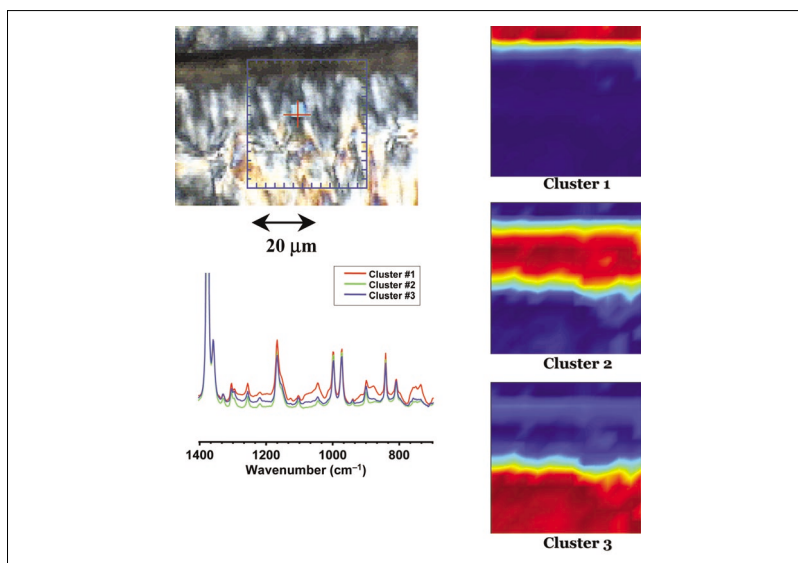 20 μm
Cluster #1
Cluster #2
Cluster #3
1400 1200 1000 800
Wavenumber (cm⁻¹)
Cluster 1
Cluster 2
Cluster 3